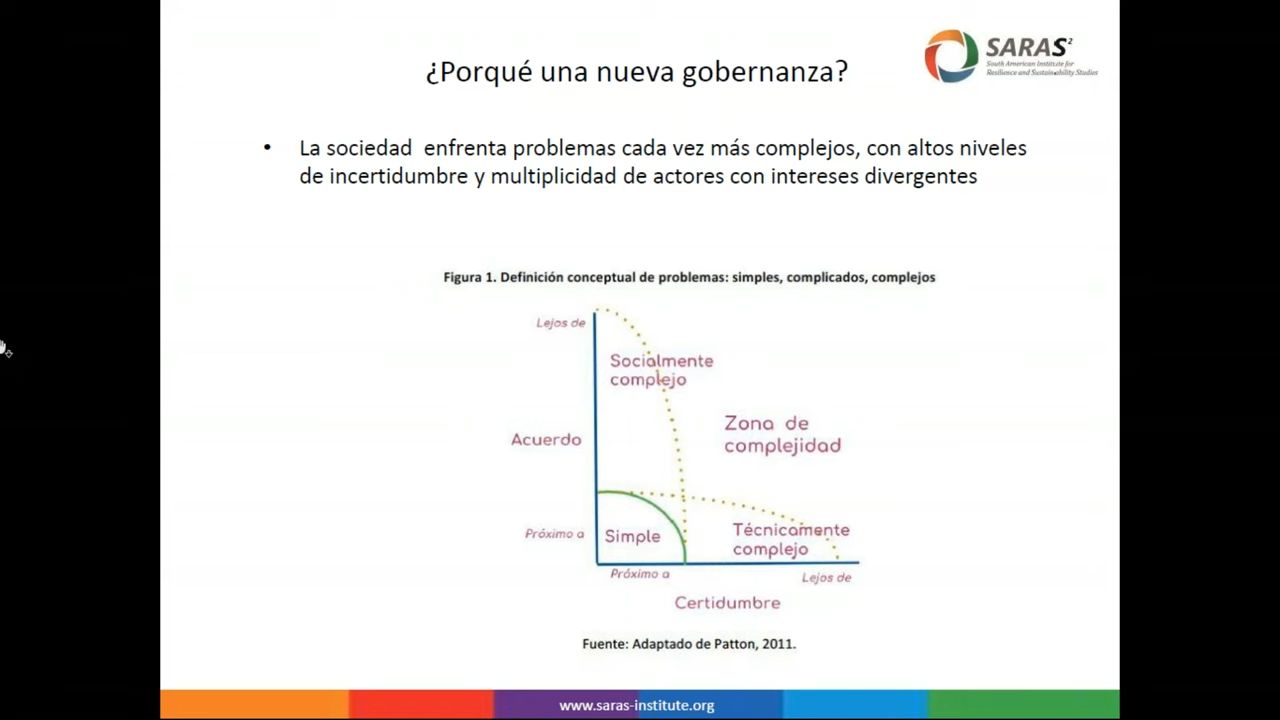 ¿Porqué una nueva gobernanza?
SARAS²
South American Institute for
Resilience and Sustainability Studies
• La sociedad enfrenta problemas cada vez más complejos, con altos niveles
de incertidumbre y multiplicidad de actores con intereses divergentes
Figura 1. Definición conceptual de problemas: simples, complicados, complejos
Lejos de
Socialmente
complejo
Zona de
complejidad
Acuerdo
Próximo a
Simple
Técnicamente
complejo
Próximo a
Lejos de
Certidumbre
Fuente: Adaptado de Patton, 2011.
www.saras-institute.org